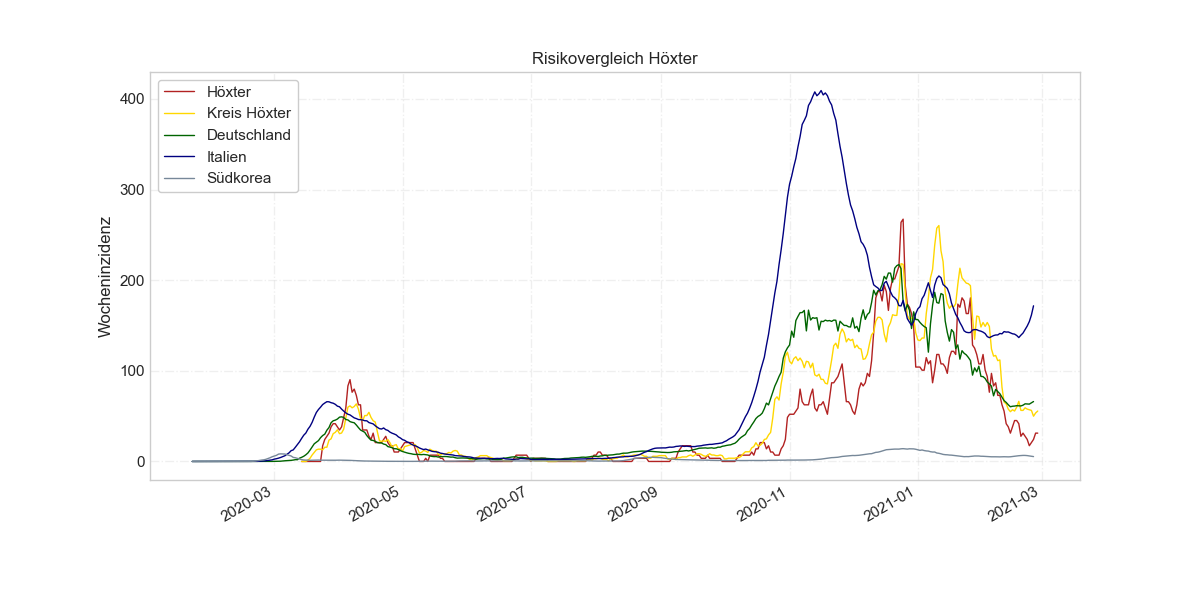 Risikovergleich Höxter
Höxter
Kreis Höxter
Deutschland
Italien
Südkorea
Wocheninzidenz
400
300
200
100
0
2020-03
2020-05
2020-07
2020-09
2020-11
2021-01
2021-03